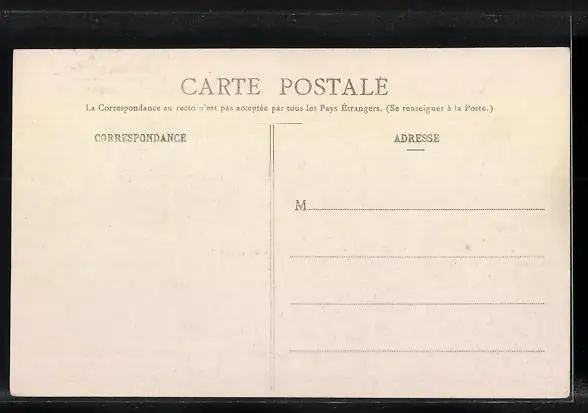 CARTE POSTALE
La Correspondance au recto n'est pas acceptée par tous les Pays Étrangers. (Se renseigner à la Poste.)
CORRESPONDANCE
ADRESSE
M